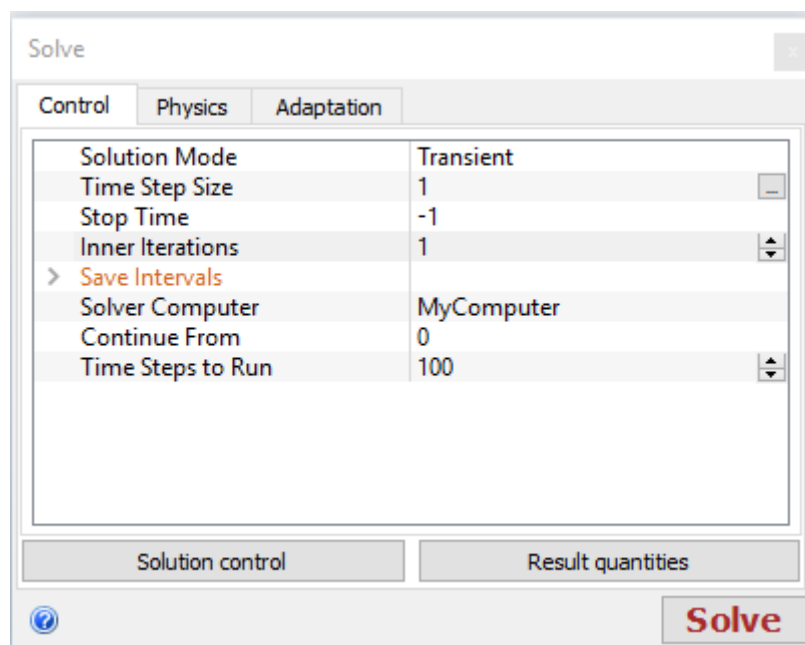 Solve x
Control Physics Adaptation
Solution Mode Transient
Time Step Size 1 ...
Stop Time -1
Inner Iterations 1
> Save Intervals
Solver Computer MyComputer
Continue From 0
Time Steps to Run 100
Solution control Result quantities
? Solve